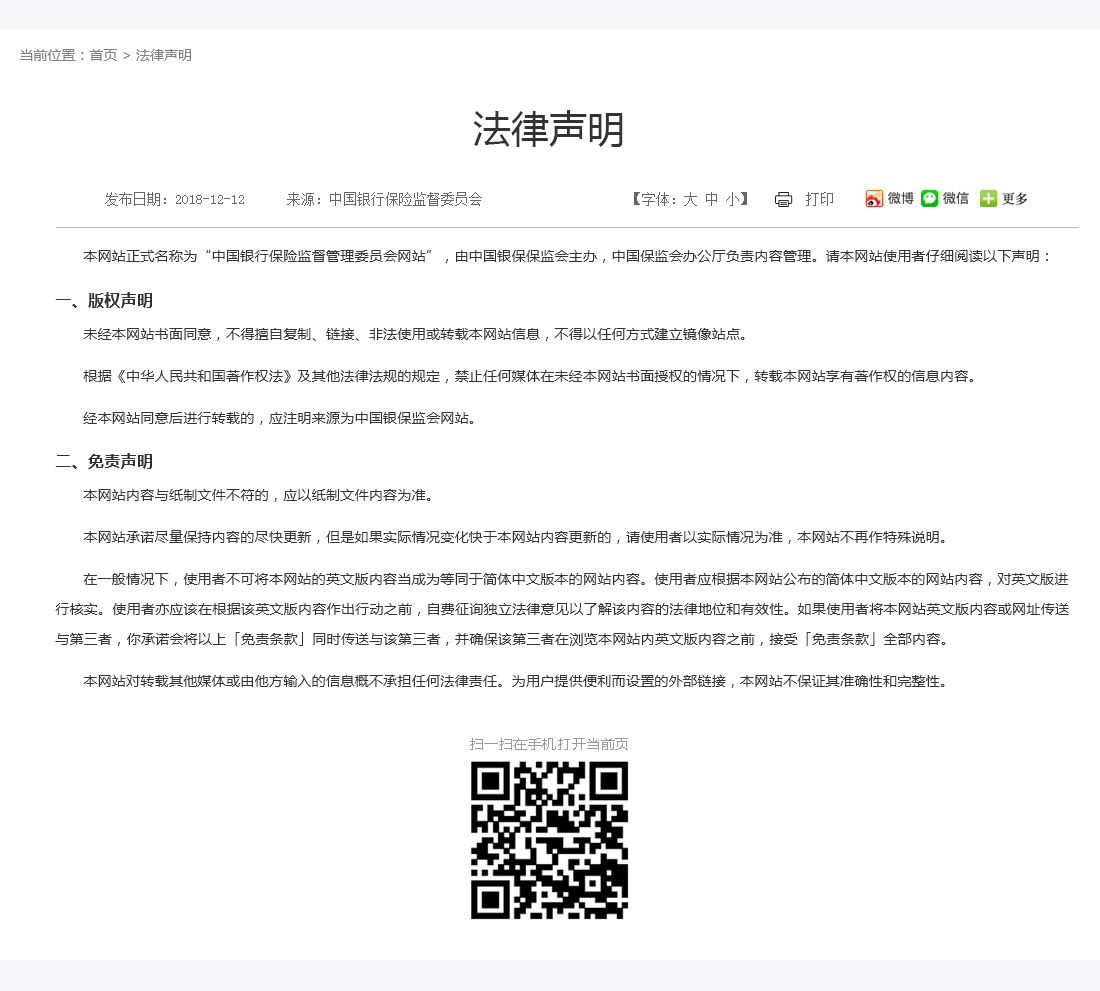 当前位置：首页 > 法律声明
法律声明
发布日期：2018-12-12 来源：中国银行保险监督委员会 【字体：大 中 小】 打印 微博 微信 更多
本网站正式名称为“中国银行保险监督管理委员会网站”，由中国银保保监会主办，中国保监会办公厅负责内容管理。请本网站使用者仔细阅读以下声明：
一、版权声明
未经本网站书面同意，不得擅自复制、链接、非法使用或转载本网站信息，不得以任何方式建立镜像站点。
根据《中华人民共和国著作权法》及其他法律法规的规定，禁止任何媒体在未经本网站书面授权的情况下，转载本网站享有著作权的信息内容。
经本网站同意后进行转载的，应注明来源为中国银保监会网站。
二、免责声明
本网站内容与纸制文件不符的，应以纸制文件内容为准。
本网站承诺尽量保持内容的尽快更新，但是如果实际情况变化快于本网站内容更新的，请使用者以实际情况为准，本网站不再作特殊说明。
在一般情况下，使用者不可将本网站的英文版内容当成为等同于简体中文版本的网站内容。使用者应根据本网站公布的简体中文版本的网站内容，对英文版进
行核实。使用者亦应该在根据该英文版内容作出行动之前，自费征询独立法律意见以了解该内容的法律地位和有效性。如果使用者将本网站英文版内容或网址传送
与第三者，你承诺会将以上「免责条款」同时传送与该第三者，并确保该第三者在浏览本网站内英文版内容之前，接受「免责条款」全部内容。
本网站对转载其他媒体或由他方输入的信息概不承担任何法律责任。为用户提供便利而设置的外部链接，本网站不保证其准确性和完整性。
扫一扫在手机打开当前页